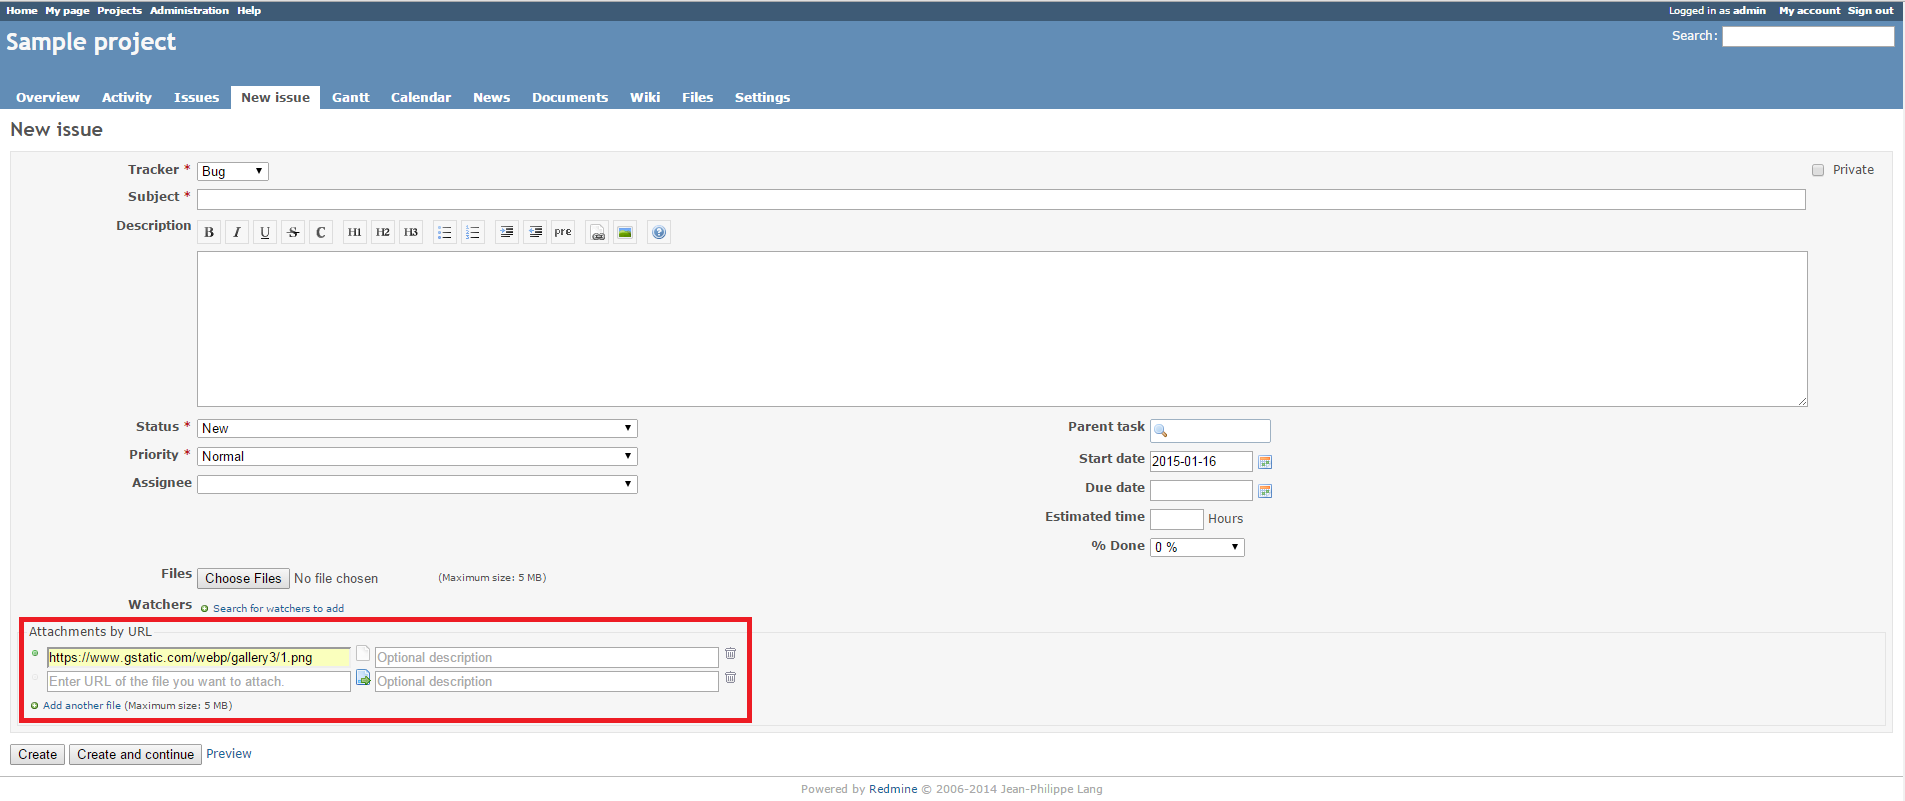 Home My page Projects Administration Help Logged in as admin My account Sign out
Sample project Search:
Overview Activity Issues New issue Gantt Calendar News Documents Wiki Files Settings
New issue
Tracker * Bug Private
Subject *
Description B I U S C H1 H2 H3 pre
Status * New Parent task
Priority * Normal Start date 2015-01-16
Assignee Due date
Estimated time Hours
% Done 0 %
Files Choose Files No file chosen (Maximum size: 5 MB)
Watchers Search for watchers to add
Attachments by URL
https://www.gstatic.com/webp/gallery3/1.png Optional description
Enter URL of the file you want to attach. Optional description
Add another file (Maximum size: 5 MB)
Create Create and continue Preview
Powered by Redmine © 2006-2014 Jean-Philippe Lang